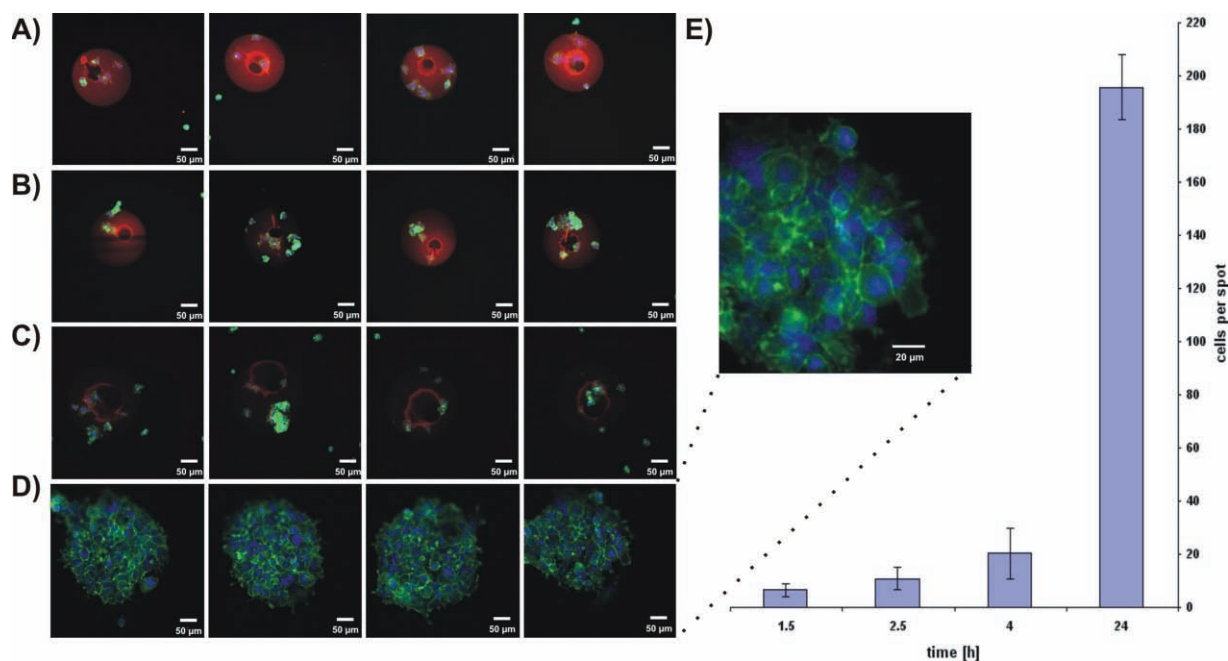 A)
50 µm 50 µm 50 µm 50 µm
B)
50 µm 50 µm 50 µm 50 µm
C)
50 µm 50 µm 50 µm 50 µm
D)
50 µm 50 µm 50 µm 50 µm
E)
20 µm
220
200
180
160
140
120
100
80
60
40
20
0
cells per spot
1.5 2.5 4 24
time [h]